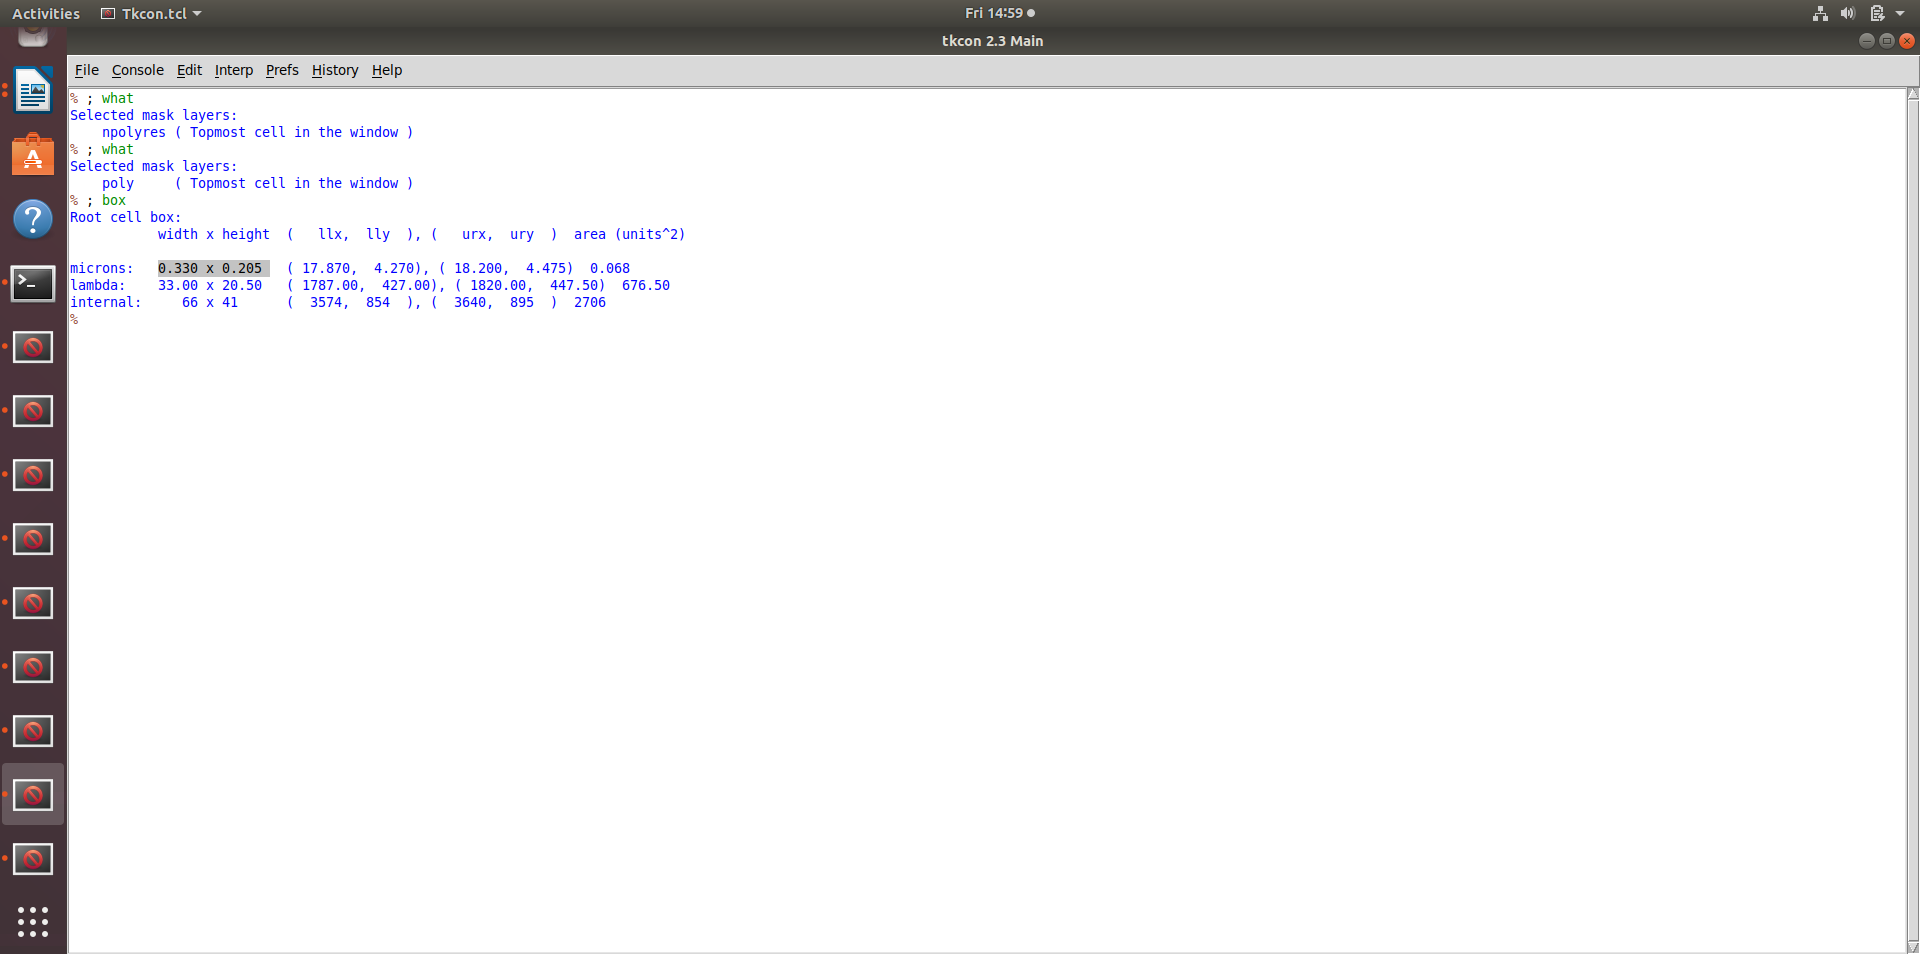 Activities Tkcon.tcl Fri 14:59
tkcon 2.3 Main
File Console Edit Interp Prefs History Help
% ; what
Selected mask layers:
    npolyres ( Topmost cell in the window )
% ; what
Selected mask layers:
    poly     ( Topmost cell in the window )
% ; box
Root cell box:
           width x height  (   llx,  lly  ), (   urx,  ury  )  area (units^2)
microns:   0.330 x 0.205   ( 17.870,  4.270), ( 18.200,  4.475)  0.068
lambda:    33.00 x 20.50   ( 1787.00,  427.00), ( 1820.00,  447.50)  676.50
internal:     66 x 41      (  3574,  854  ), (  3640,  895  )  2706
%